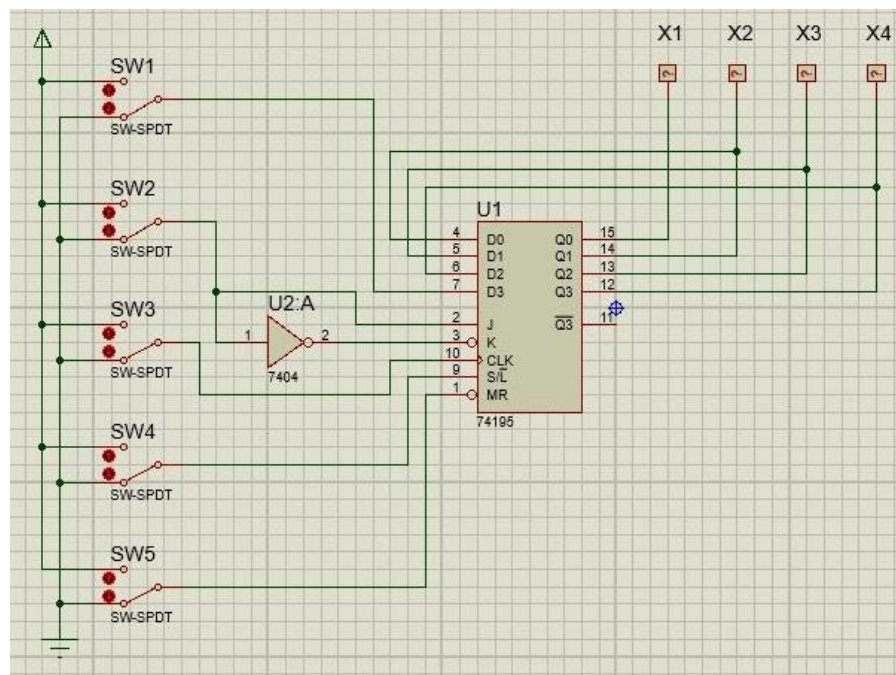 X1 X2 X3 X4
? ? ? ?
SW1
SW-SPDT
SW2
SW-SPDT
SW3
SW-SPDT
SW4
SW-SPDT
SW5
SW-SPDT
U2:A
1 2
7404
U1
4 D0 Q0 15
5 D1 Q1 14
6 D2 Q2 13
7 D3 Q3 12
2 J Q3 11
3 K
10 CLK
9 S/L
1 MR
74195